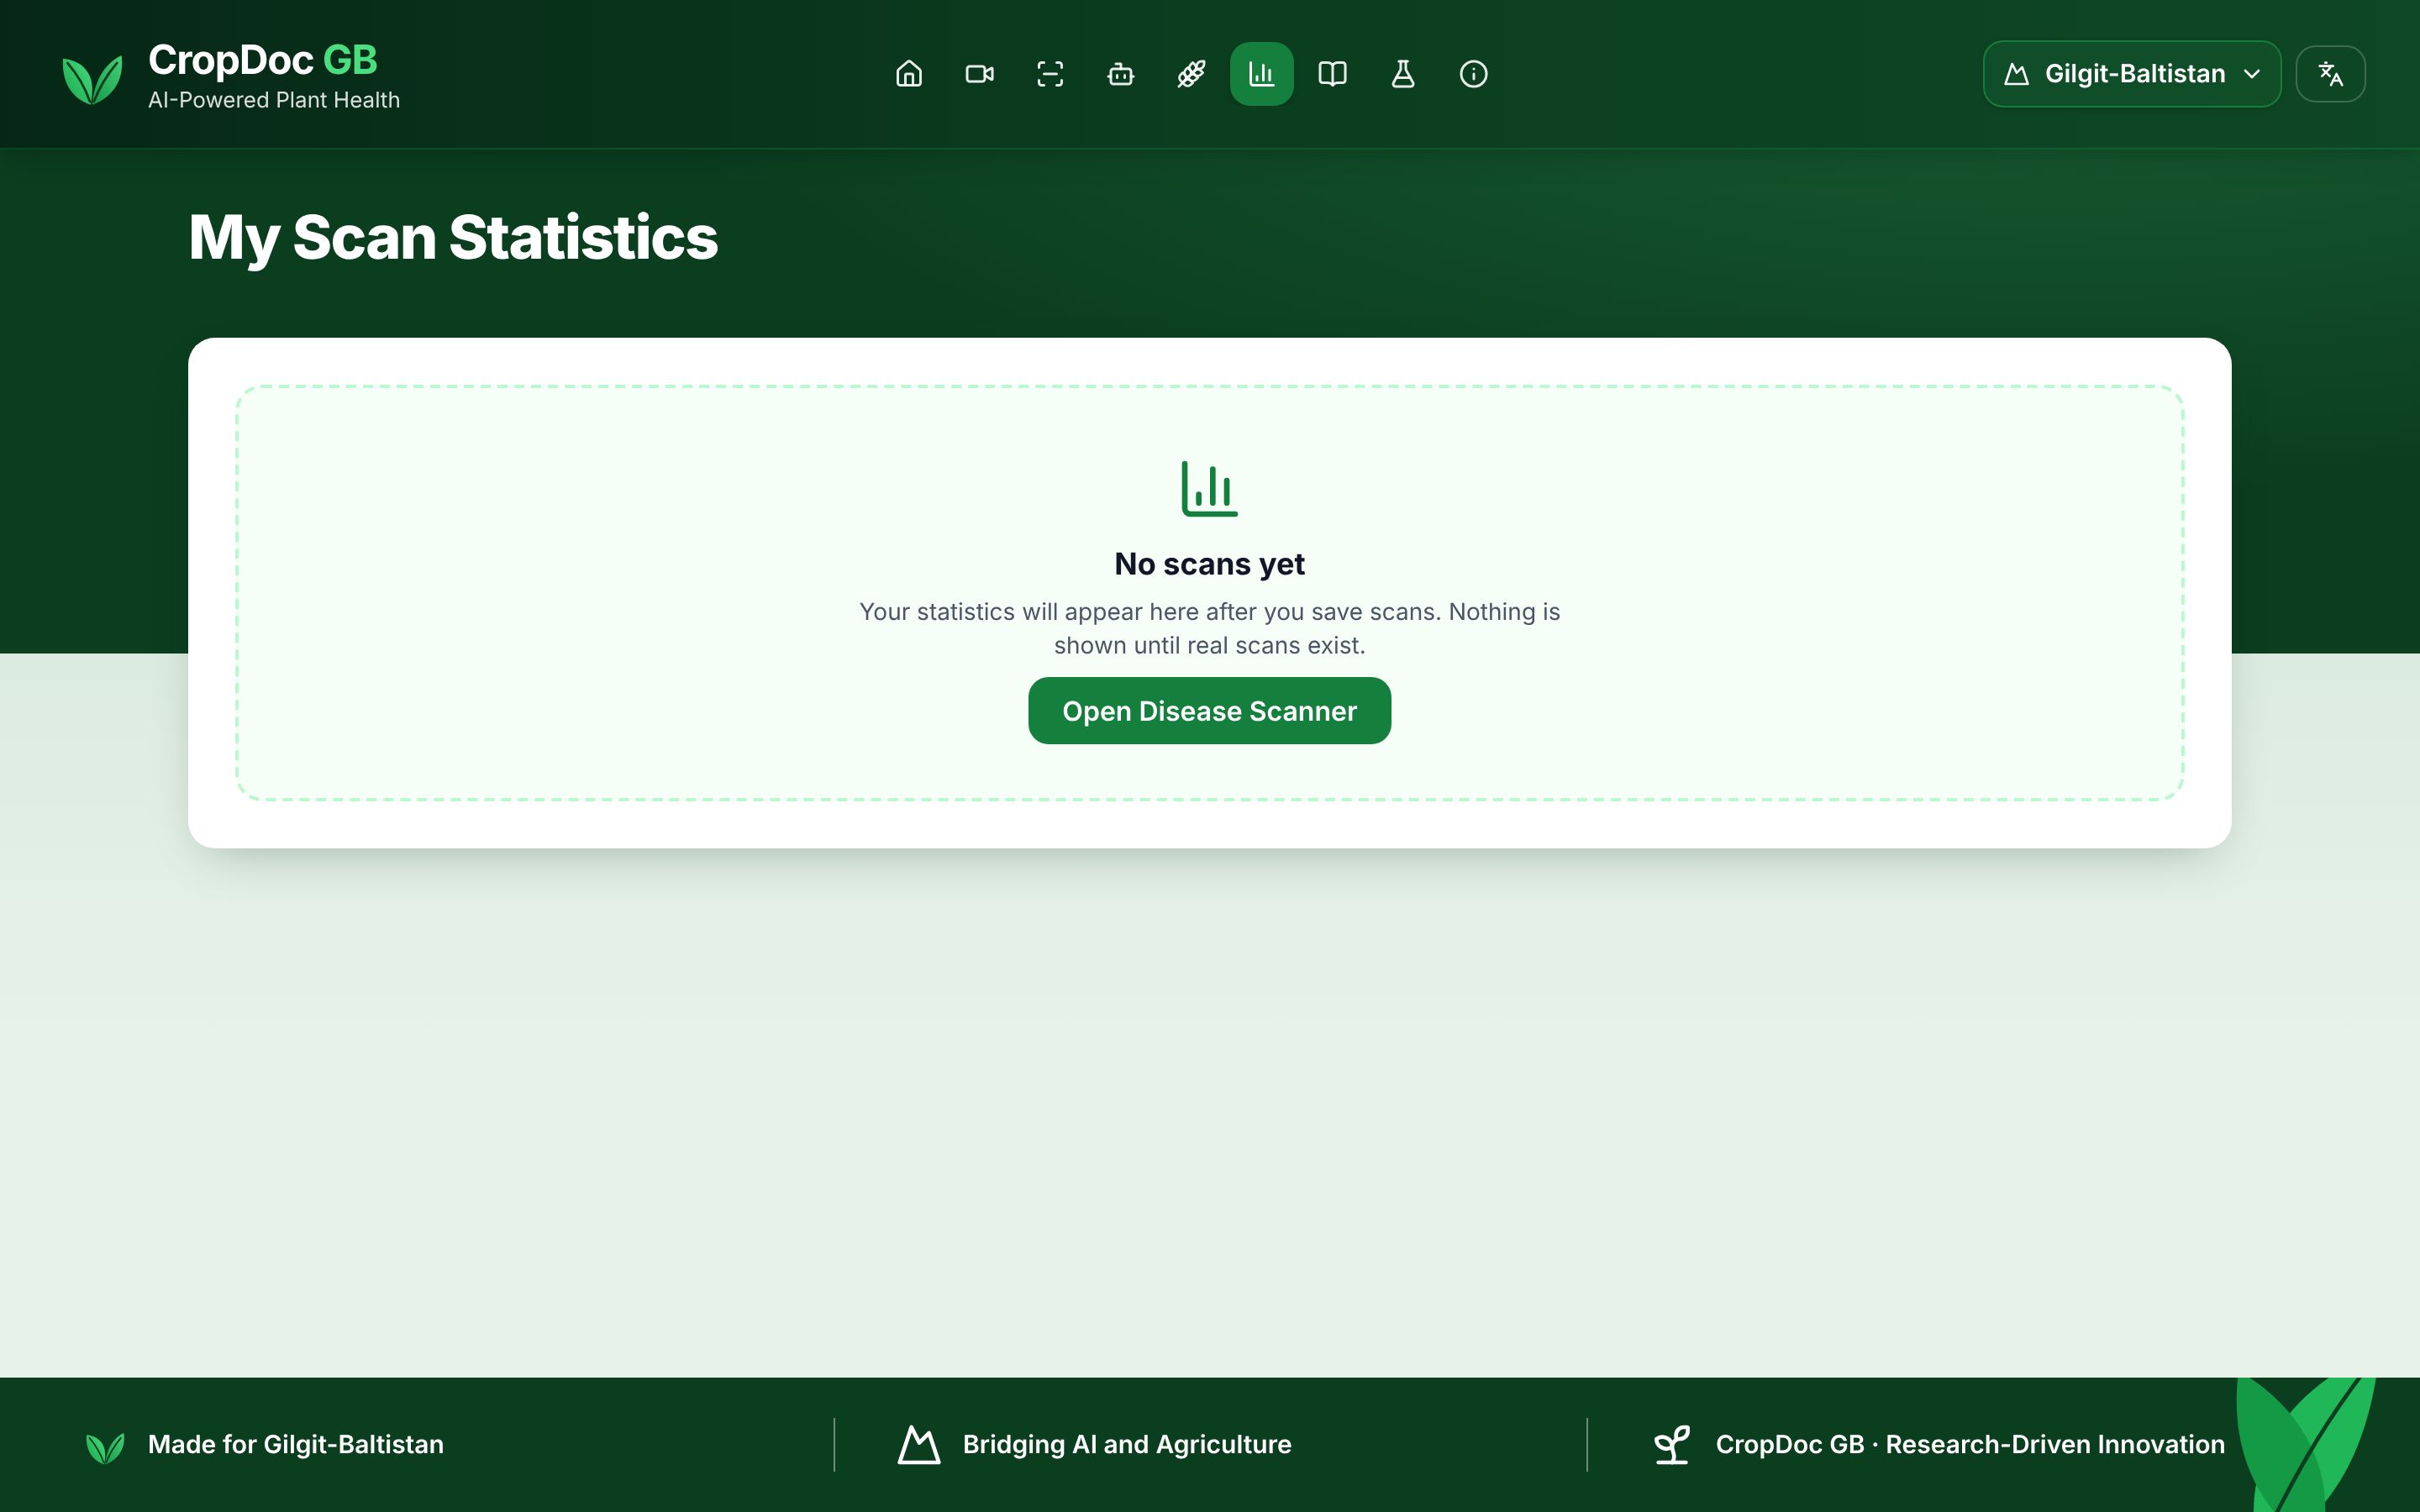 CropDoc GB
AI-Powered Plant Health
Gilgit-Baltistan
My Scan Statistics
No scans yet
Your statistics will appear here after you save scans. Nothing is
shown until real scans exist.
Open Disease Scanner
Made for Gilgit-Baltistan
Bridging AI and Agriculture
CropDoc GB · Research-Driven Innovation